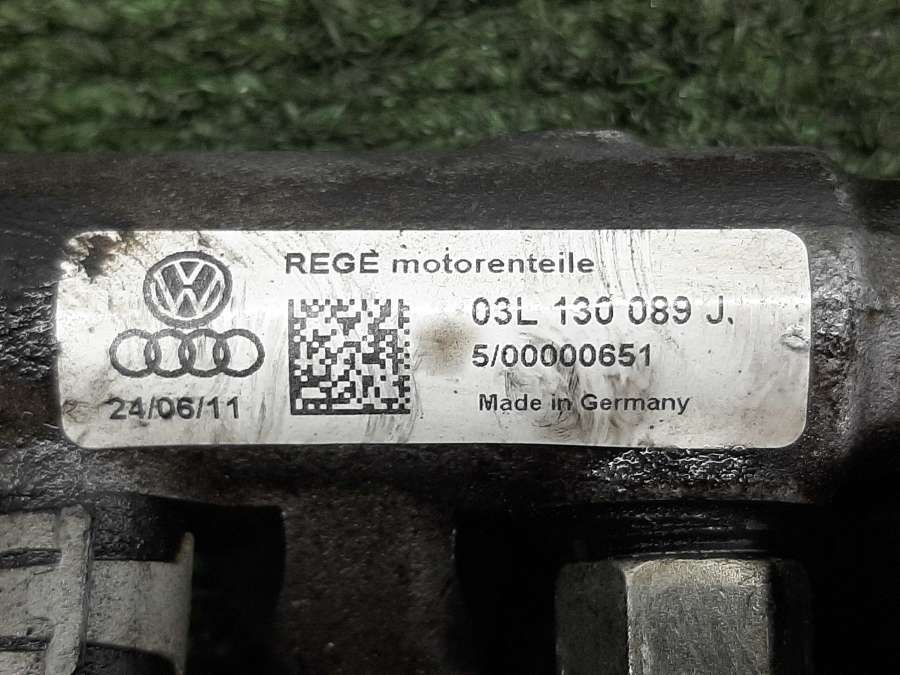 REGE motorenteile
03L 130 089 J.
5/00000651
24/06/11
Made in Germany